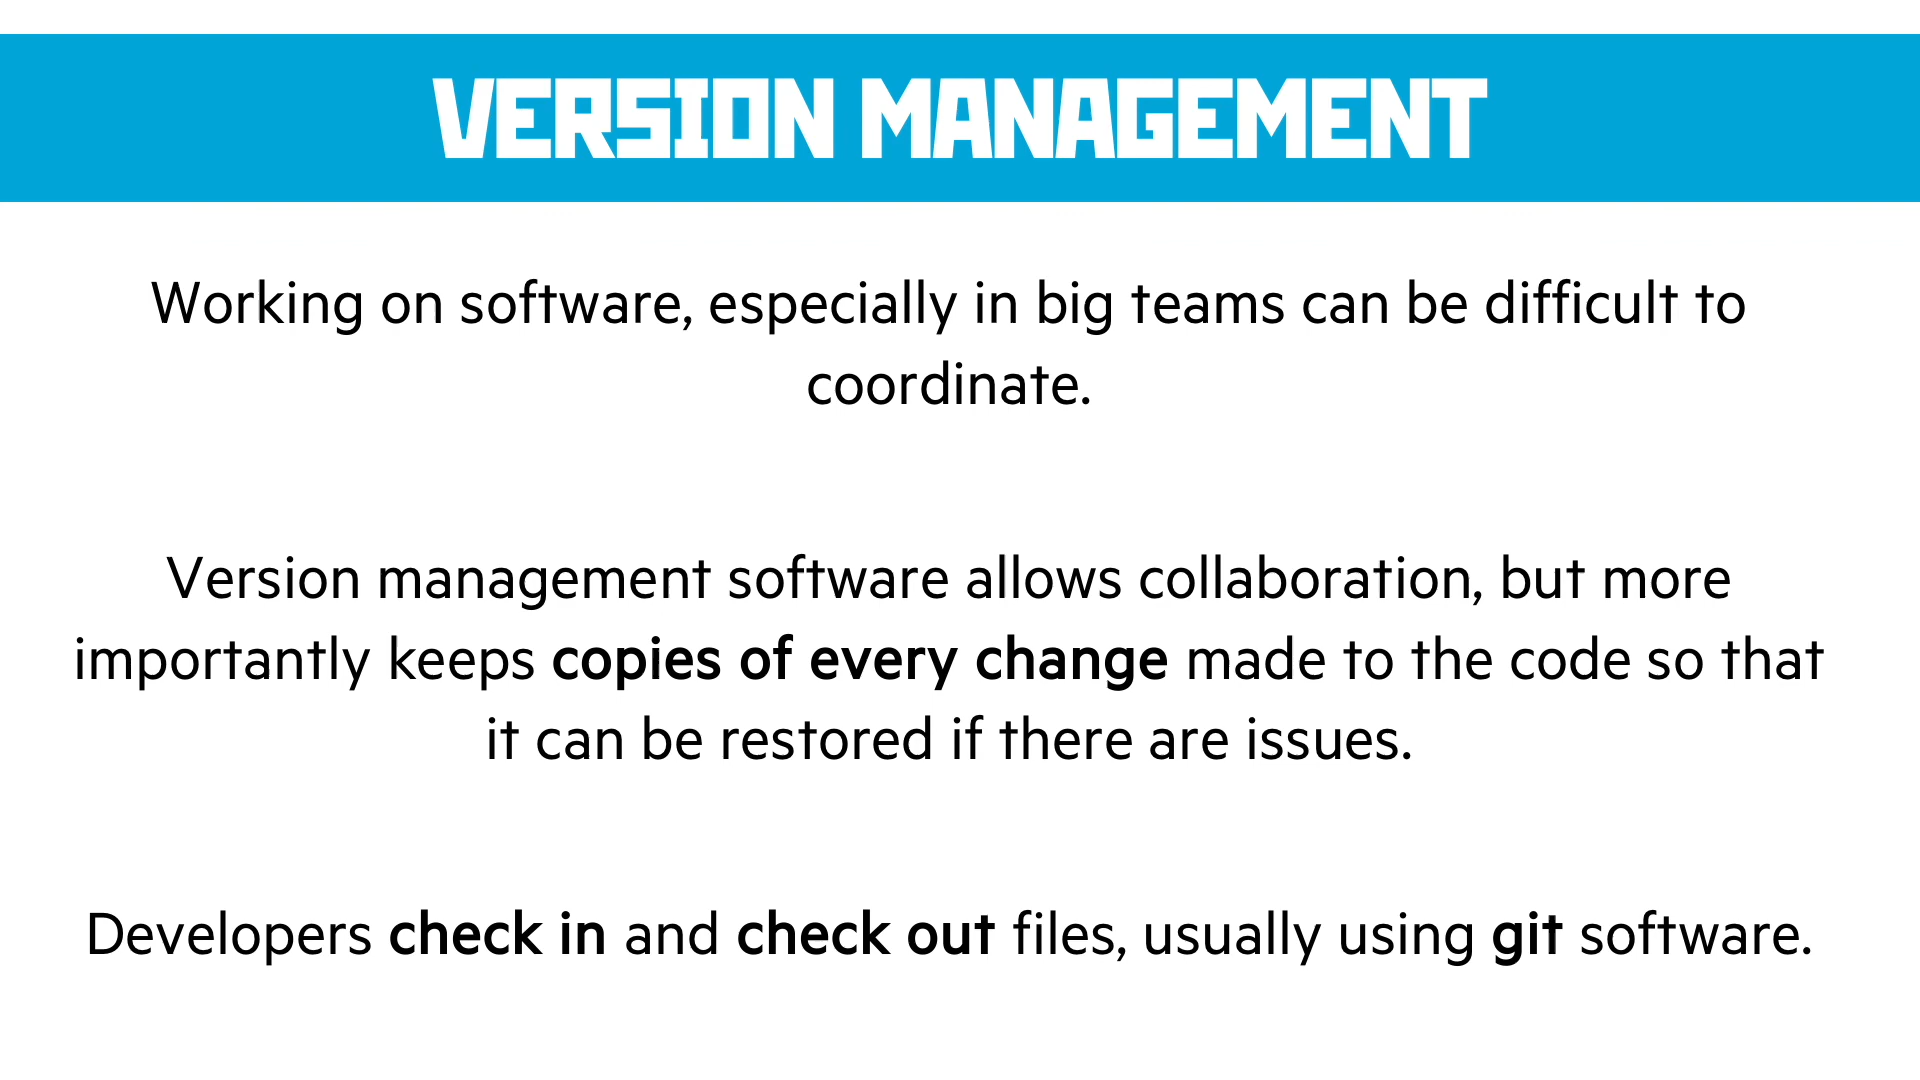 VERSION MANAGEMENT
Working on software, especially in big teams can be difficult to
coordinate.
Version management software allows collaboration, but more
importantly keeps copies of every change made to the code so that
it can be restored if there are issues.
Developers check in and check out files, usually using git software.